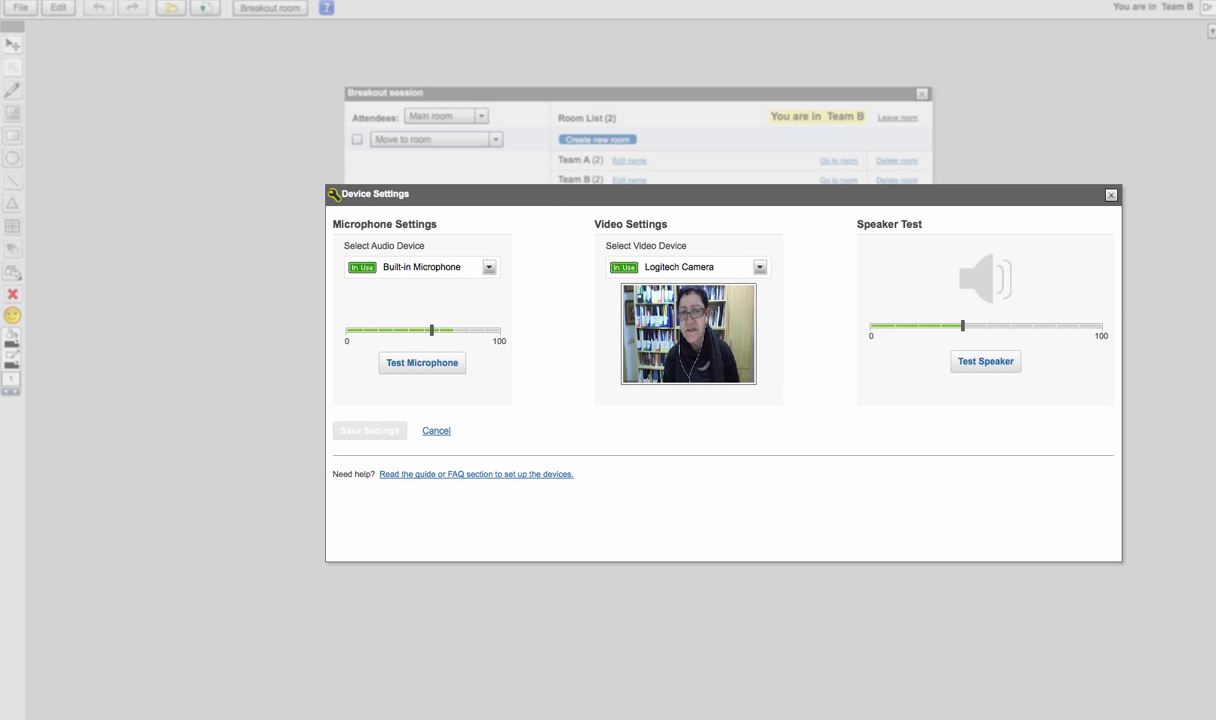 File Edit Breakout room ? You are in Team B Dr
Breakout session
Attendees: Main room Room List (2) You are in Team B Leave room
Move to room Create new room
Team A (2) Edit name Go to room Delete room
Team B (2) Edit name Go to room Delete room
Device Settings
Microphone Settings Video Settings Speaker Test
Select Audio Device Select Video Device
In Use Built-in Microphone In Use Logitech Camera
0 100 0 100
Test Microphone Test Speaker
Save Settings Cancel
1
Need help? Read the guide or FAQ section to set up the devices.